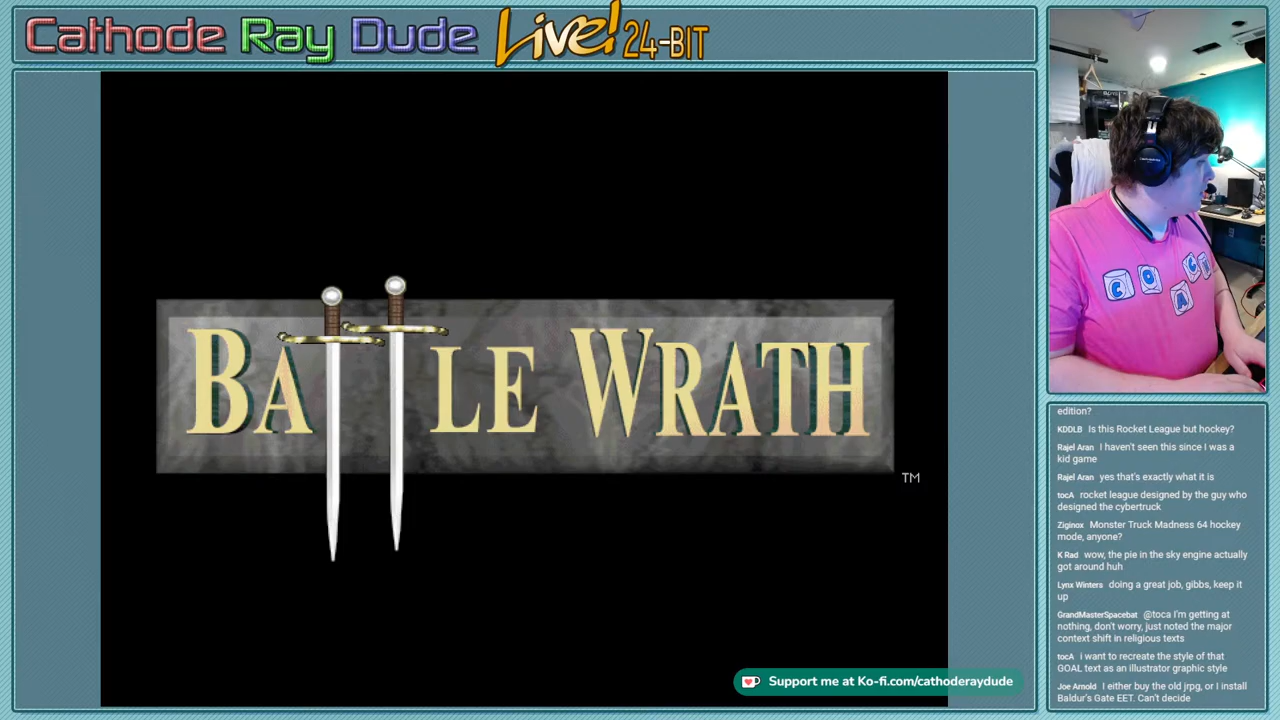 Cathode Ray Dude Live! 24-BIT
BATTLE WRATH
TM
COGCIA
Support me at Ko-fi.com/cathoderaydude
edition?
KDDLB Is this Rocket League but hockey?
Rajel Aran I haven't seen this since I was a
kid game
Rajel Aran yes that's exactly what it is
tocA rocket league designed by the guy who
designed the cybertruck
Ziginox Monster Truck Madness 64 hockey
mode, anyone?
K Rad wow, the pie in the sky engine actually
got around huh
Lynx Winters doing a great job, gibbs, keep it
up
GrandMasterSpacebat @toca I'm getting at
nothing, don't worry, just noted the major
context shift in religious texts
tocA i want to recreate the style of that
GOAL text as an illustrator graphic style
Joe Arnold I either buy the old jrpg, or I install
Baldur's Gate EET. Can't decide